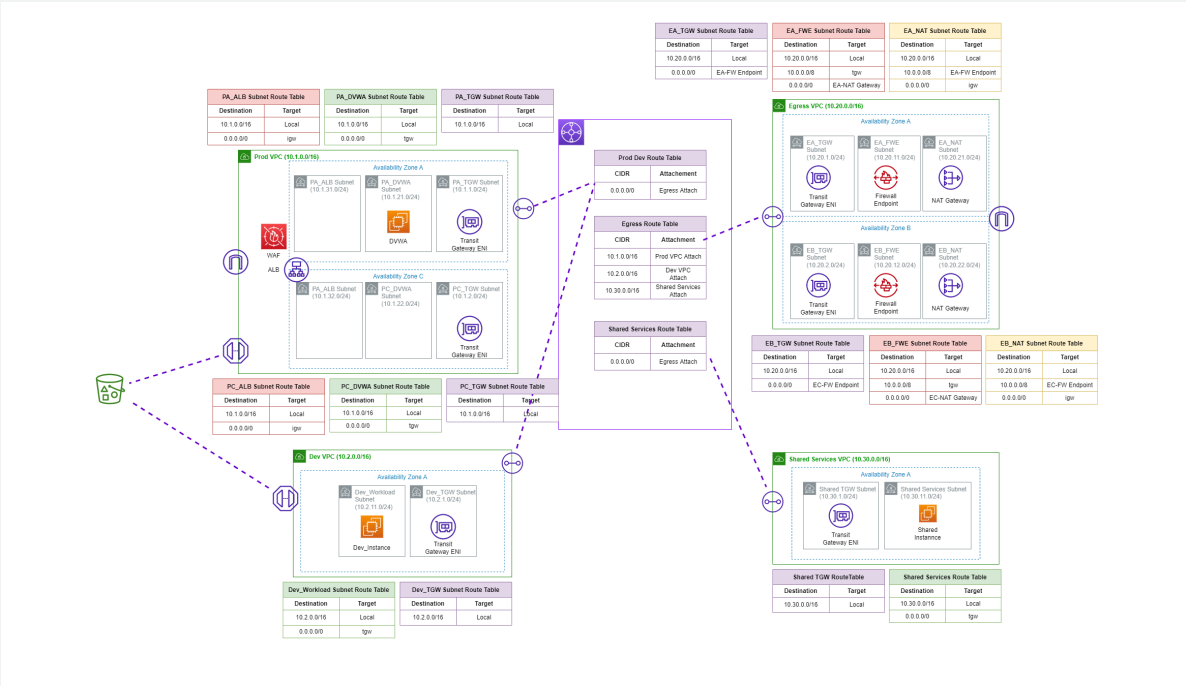 EA_TGW Subnet Route Table
Destination Target
10.20.0.0/16 Local
0.0.0.0/0 EA-FW Endpoint
EA_FWE Subnet Route Table
Destination Target
10.20.0.0/16 Local
10.0.0.0/8 tgw
0.0.0.0/0 EA-NAT Gateway
EA_NAT Subnet Route Table
Destination Target
10.20.0.0/16 Local
10.0.0.0/8 EA-FW Endpoint
0.0.0.0/0 igw
PA_ALB Subnet Route Table
Destination Target
10.1.0.0/16 Local
0.0.0.0/0 igw
PA_DVWA Subnet Route Table
Destination Target
10.1.0.0/16 Local
0.0.0.0/0 tgw
PA_TGW Subnet Route Table
Destination Target
10.1.0.0/16 Local
Prod VPC (10.1.0.0/16)
Availability Zone A
PA_ALB Subnet
(10.1.31.0/24)
PA_DVWA
Subnet
(10.1.21.0/24)
DVWA
PA_TGW Subnet
(10.1.1.0/24)
Transit
Gateway ENI
WAF
ALB
Availability Zone C
PA_ALB Subnet
(10.1.32.0/24)
PC_DVWA
Subnet
(10.1.22.0/24)
PC_TGW Subnet
(10.1.2.0/24)
Transit
Gateway ENI
PC_ALB Subnet Route Table
Destination Target
10.1.0.0/16 Local
0.0.0.0/0 igw
PC_DVWA Subnet Route Table
Destination Target
10.1.0.0/16 Local
0.0.0.0/0 tgw
PC_TGW Subnet Route Table
Destination Target
10.1.0.0/16 Local
Prod Dev Route Table
CIDR Attachement
0.0.0.0/0 Egress Attach
Egress Route Table
CIDR Attachment
10.1.0.0/16 Prod VPC Attach
10.2.0.0/16 Dev VPC
Attach
10.30.0.0/16 Shared Services
Attach
Shared Services Route Table
CIDR Attachment
0.0.0.0/0 Egress Attach
Egress VPC (10.20.0.0/16)
Availability Zone A
EA_TGW
Subnet
(10.20.1.0/24)
Transit
Gateway ENI
EA_FWE
Subnet
(10.20.11.0/24)
Firewall
Endpoint
EA_NAT
Subnet
(10.20.21.0/24)
NAT Gateway
Availability Zone B
EB_TGW
Subnet
(10.20.2.0/24)
Transit
Gateway ENI
EB_FWE
Subnet
(10.20.12.0/24)
Firewall
Endpoint
EB_NAT
Subnet
(10.20.22.0/24)
NAT Gateway
EB_TGW Subnet Route Table
Destination Target
10.20.0.0/16 Local
0.0.0.0/0 EC-FW Endpoint
EB_FWE Subnet Route Table
Destination Target
10.20.0.0/16 Local
10.0.0.0/8 tgw
0.0.0.0/0 EC-NAT Gateway
EB_NAT Subnet Route Table
Destination Target
10.20.0.0/16 Local
10.0.0.0/8 EC-FW Endpoint
0.0.0.0/0 igw
Dev VPC (10.2.0.0/16)
Availability Zone A
Dev_Workload
Subnet
(10.2.11.0/24)
Dev_Instance
Dev_TGW Subnet
(10.2.1.0/24)
Transit
Gateway ENI
Dev_Workload Subnet Route Table
Destination Target
10.2.0.0/16 Local
0.0.0.0/0 tgw
Dev_TGW Subnet Route Table
Destination Target
10.2.0.0/16 Local
Shared Services VPC (10.30.0.0/16)
Availability Zone A
Shared TGW Subnet
(10.30.1.0/24)
Transit
Gateway ENI
Shared Services Subnet
(10.30.11.0/24)
Shared
Instannce
Shared TGW RouteTable
Destination Target
10.30.0.0/16 Local
Shared Services Route Table
Destination Target
10.30.0.0/16 Local
0.0.0.0/0 tgw